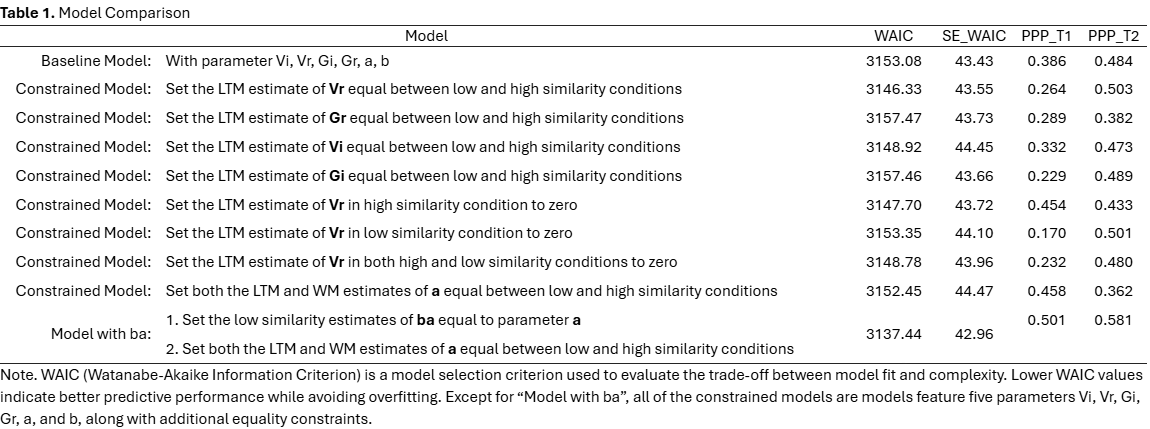 Table 1. Model Comparison
Model WAIC SE_WAIC PPP_T1 PPP_T2
Baseline Model: With parameter Vi, Vr, Gi, Gr, a, b 3153.08 43.43 0.386 0.484
Constrained Model: Set the LTM estimate of Vr equal between low and high similarity conditions 3146.33 43.55 0.264 0.503
Constrained Model: Set the LTM estimate of Gr equal between low and high similarity conditions 3157.47 43.73 0.289 0.382
Constrained Model: Set the LTM estimate of Vi equal between low and high similarity conditions 3148.92 44.45 0.332 0.473
Constrained Model: Set the LTM estimate of Gi equal between low and high similarity conditions 3157.46 43.66 0.229 0.489
Constrained Model: Set the LTM estimate of Vr in high similarity condition to zero 3147.70 43.72 0.454 0.433
Constrained Model: Set the LTM estimate of Vr in low similarity condition to zero 3153.35 44.10 0.170 0.501
Constrained Model: Set the LTM estimate of Vr in both high and low similarity conditions to zero 3148.78 43.96 0.232 0.480
Constrained Model: Set both the LTM and WM estimates of a equal between low and high similarity conditions 3152.45 44.47 0.458 0.362
1. Set the low similarity estimates of ba equal to parameter a 0.501 0.581
Model with ba: 3137.44 42.96
2. Set both the LTM and WM estimates of a equal between low and high similarity conditions
Note. WAIC (Watanabe-Akaike Information Criterion) is a model selection criterion used to evaluate the trade-off between model fit and complexity. Lower WAIC values
indicate better predictive performance while avoiding overfitting. Except for “Model with ba”, all of the constrained models are models feature five parameters Vi, Vr, Gi,
Gr, a, and b, along with additional equality constraints.